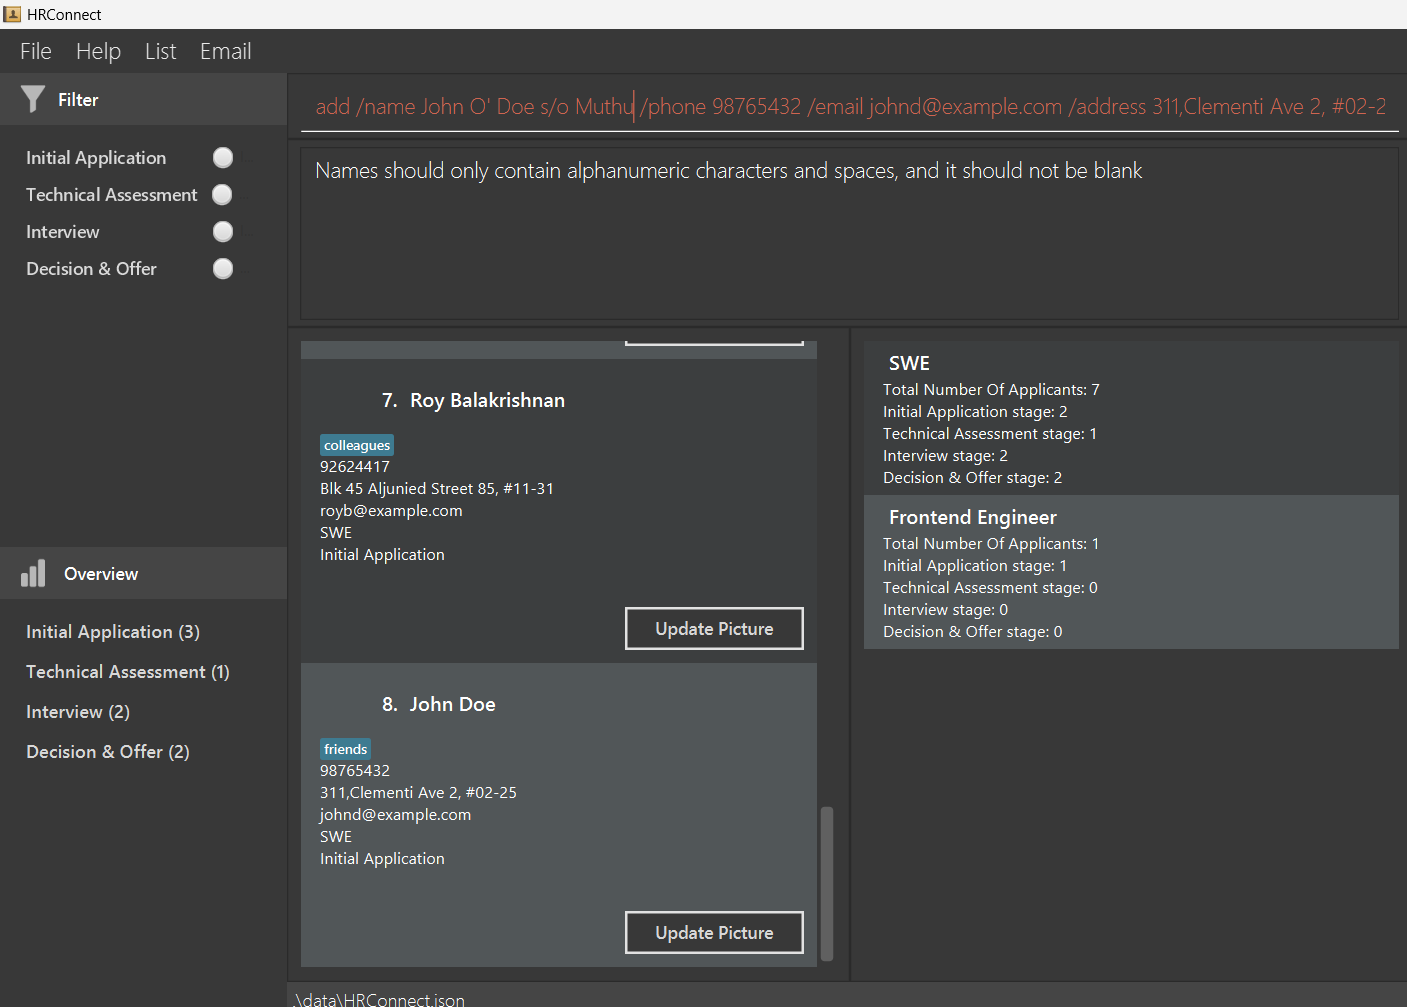 HRConnect
File Help List Email
Filter
Initial Application
Technical Assessment
Interview
Decision & Offer
Overview
Initial Application (3)
Technical Assessment (1)
Interview (2)
Decision & Offer (2)
add /name John O' Doe s/o Muthu /phone 98765432 /email johnd@example.com /address 311,Clementi Ave 2, #02-2
Names should only contain alphanumeric characters and spaces, and it should not be blank
7. Roy Balakrishnan
colleagues
92624417
Blk 45 Aljunied Street 85, #11-31
royb@example.com
SWE
Initial Application
Update Picture
8. John Doe
friends
98765432
311,Clementi Ave 2, #02-25
johnd@example.com
SWE
Initial Application
Update Picture
SWE
Total Number Of Applicants: 7
Initial Application stage: 2
Technical Assessment stage: 1
Interview stage: 2
Decision & Offer stage: 2
Frontend Engineer
Total Number Of Applicants: 1
Initial Application stage: 1
Technical Assessment stage: 0
Interview stage: 0
Decision & Offer stage: 0
.\data\HRConnect.json